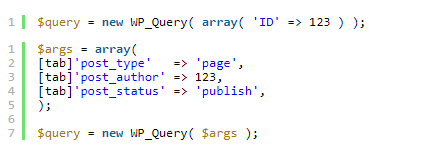 1 $query = new WP_Query( array( 'ID' => 123 ) );
1 $args = array(
2 [tab]'post_type'   => 'page',
3 [tab]'post_author' => 123,
4 [tab]'post_status' => 'publish',
5 );
6
7 $query = new WP_Query( $args );